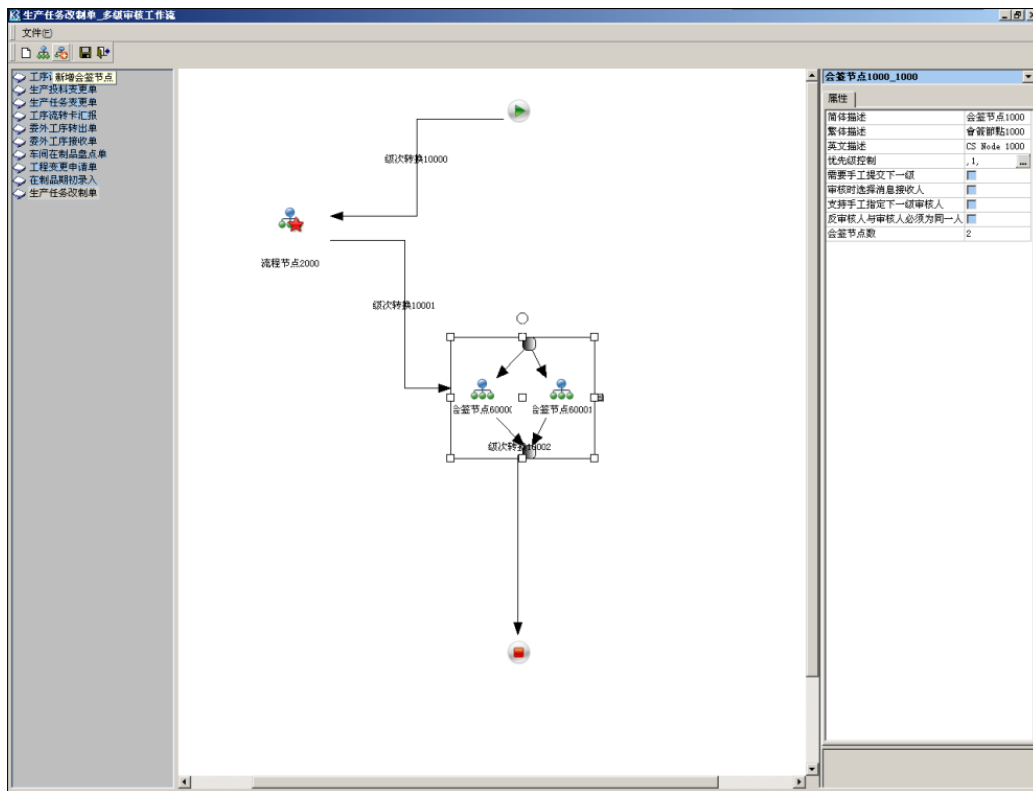 生产任务改制单_多级审核工作流
文件(F)
工序计 新增会签节点
生产投料变更单
生产任务变更单
工序流转卡汇报
委外工序转出单
委外工序接收单
车间在制品盘点单
工程变更申请单
在制品期初录入
生产任务改制单
级次转换10000
流程节点2000
级次转换10001
会签节点60000
会签节点60001
级次转换10002
会签节点1000_1000
属性
简体描述 会签节点1000
繁体描述 會簽節點1000
英文描述 CS Node 1000
优先级控制 ,1, ...
需要手工提交下一级
审核时选择消息接收人
支持手工指定下一级审核人
反审核人与审核人必须为同一人
会签节点数 2